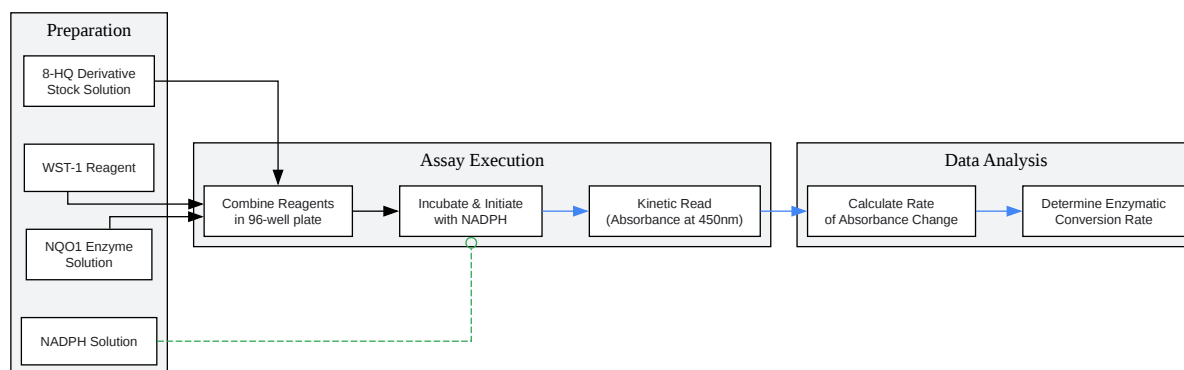 Preparation
8-HQ Derivative
Stock Solution
WST-1 Reagent
NQO1 Enzyme
Solution
NADPH Solution
Assay Execution
Combine Reagents
in 96-well plate
Incubate & Initiate
with NADPH
Kinetic Read
(Absorbance at 450nm)
Data Analysis
Calculate Rate
of Absorbance Change
Determine Enzymatic
Conversion Rate